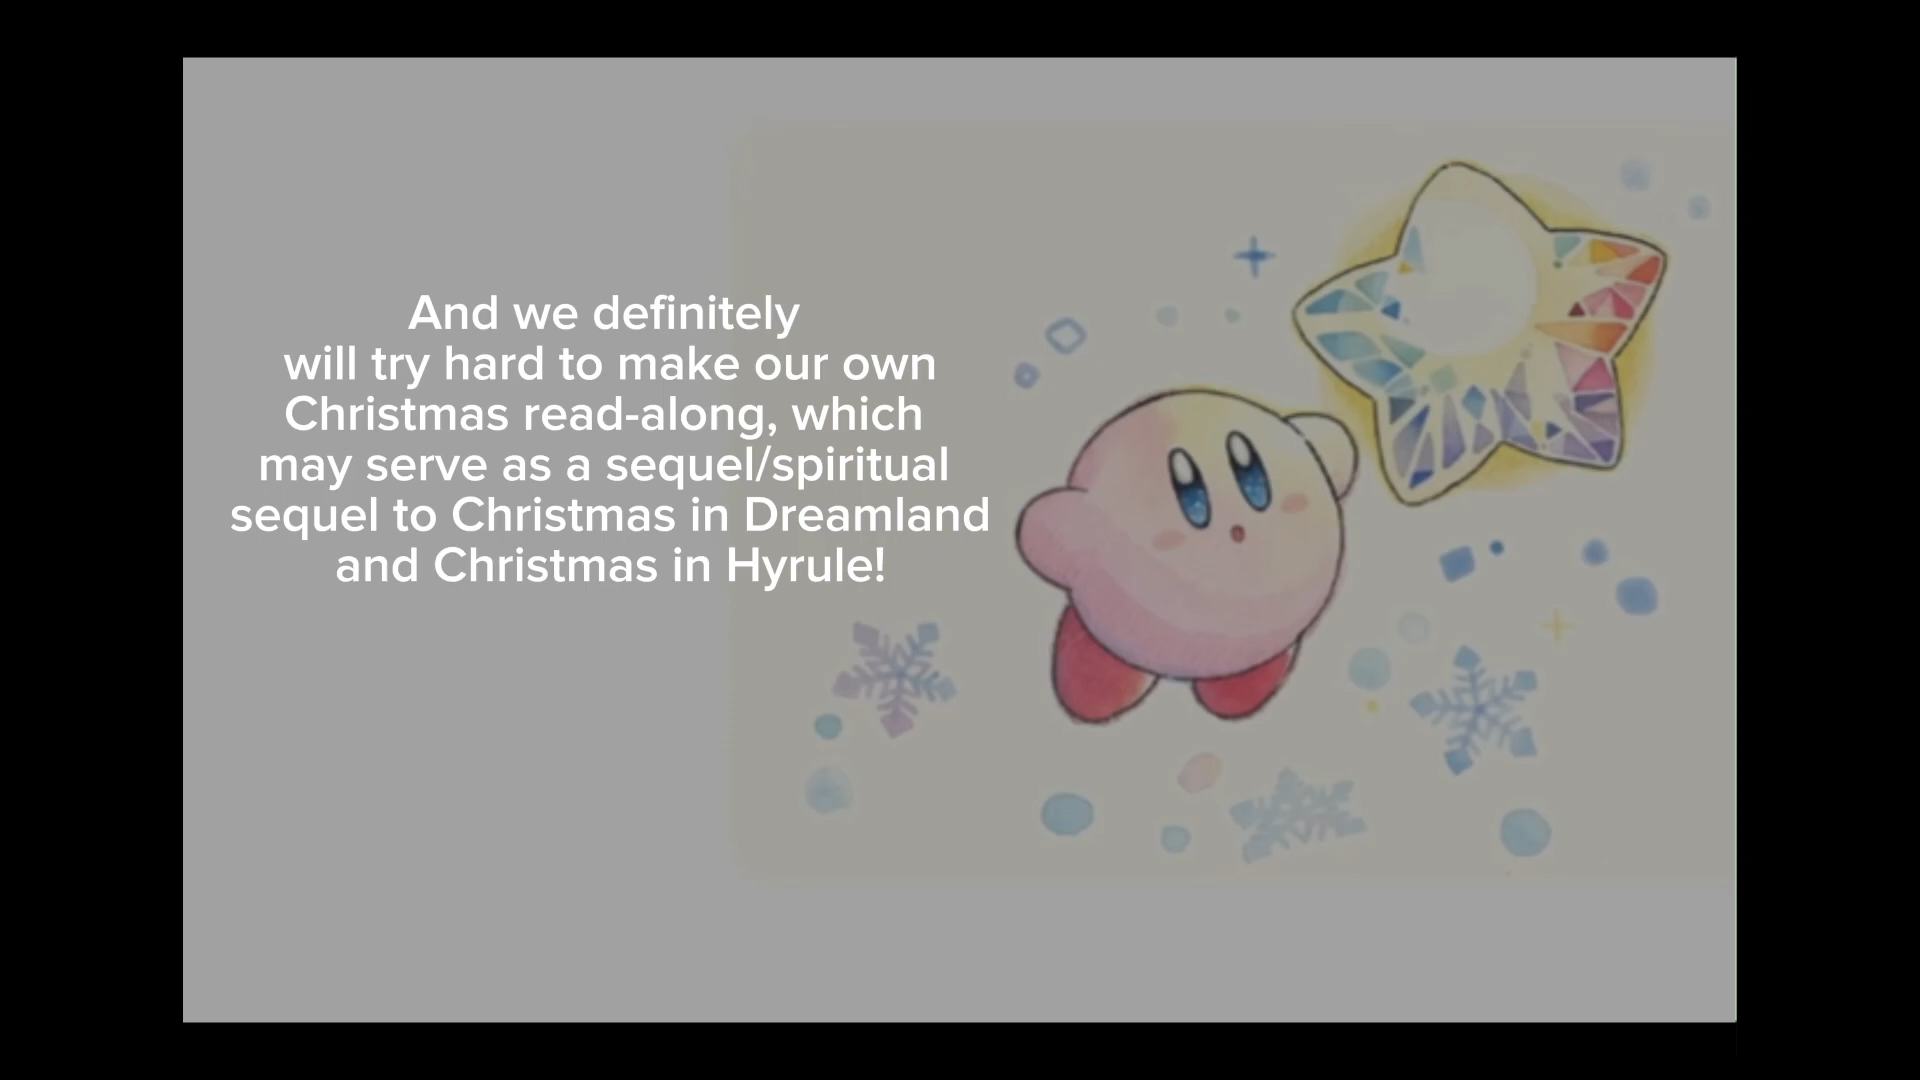 And we definitely
will try hard to make our own
Christmas read-along, which
may serve as a sequel/spiritual
sequel to Christmas in Dreamland
and Christmas in Hyrule!